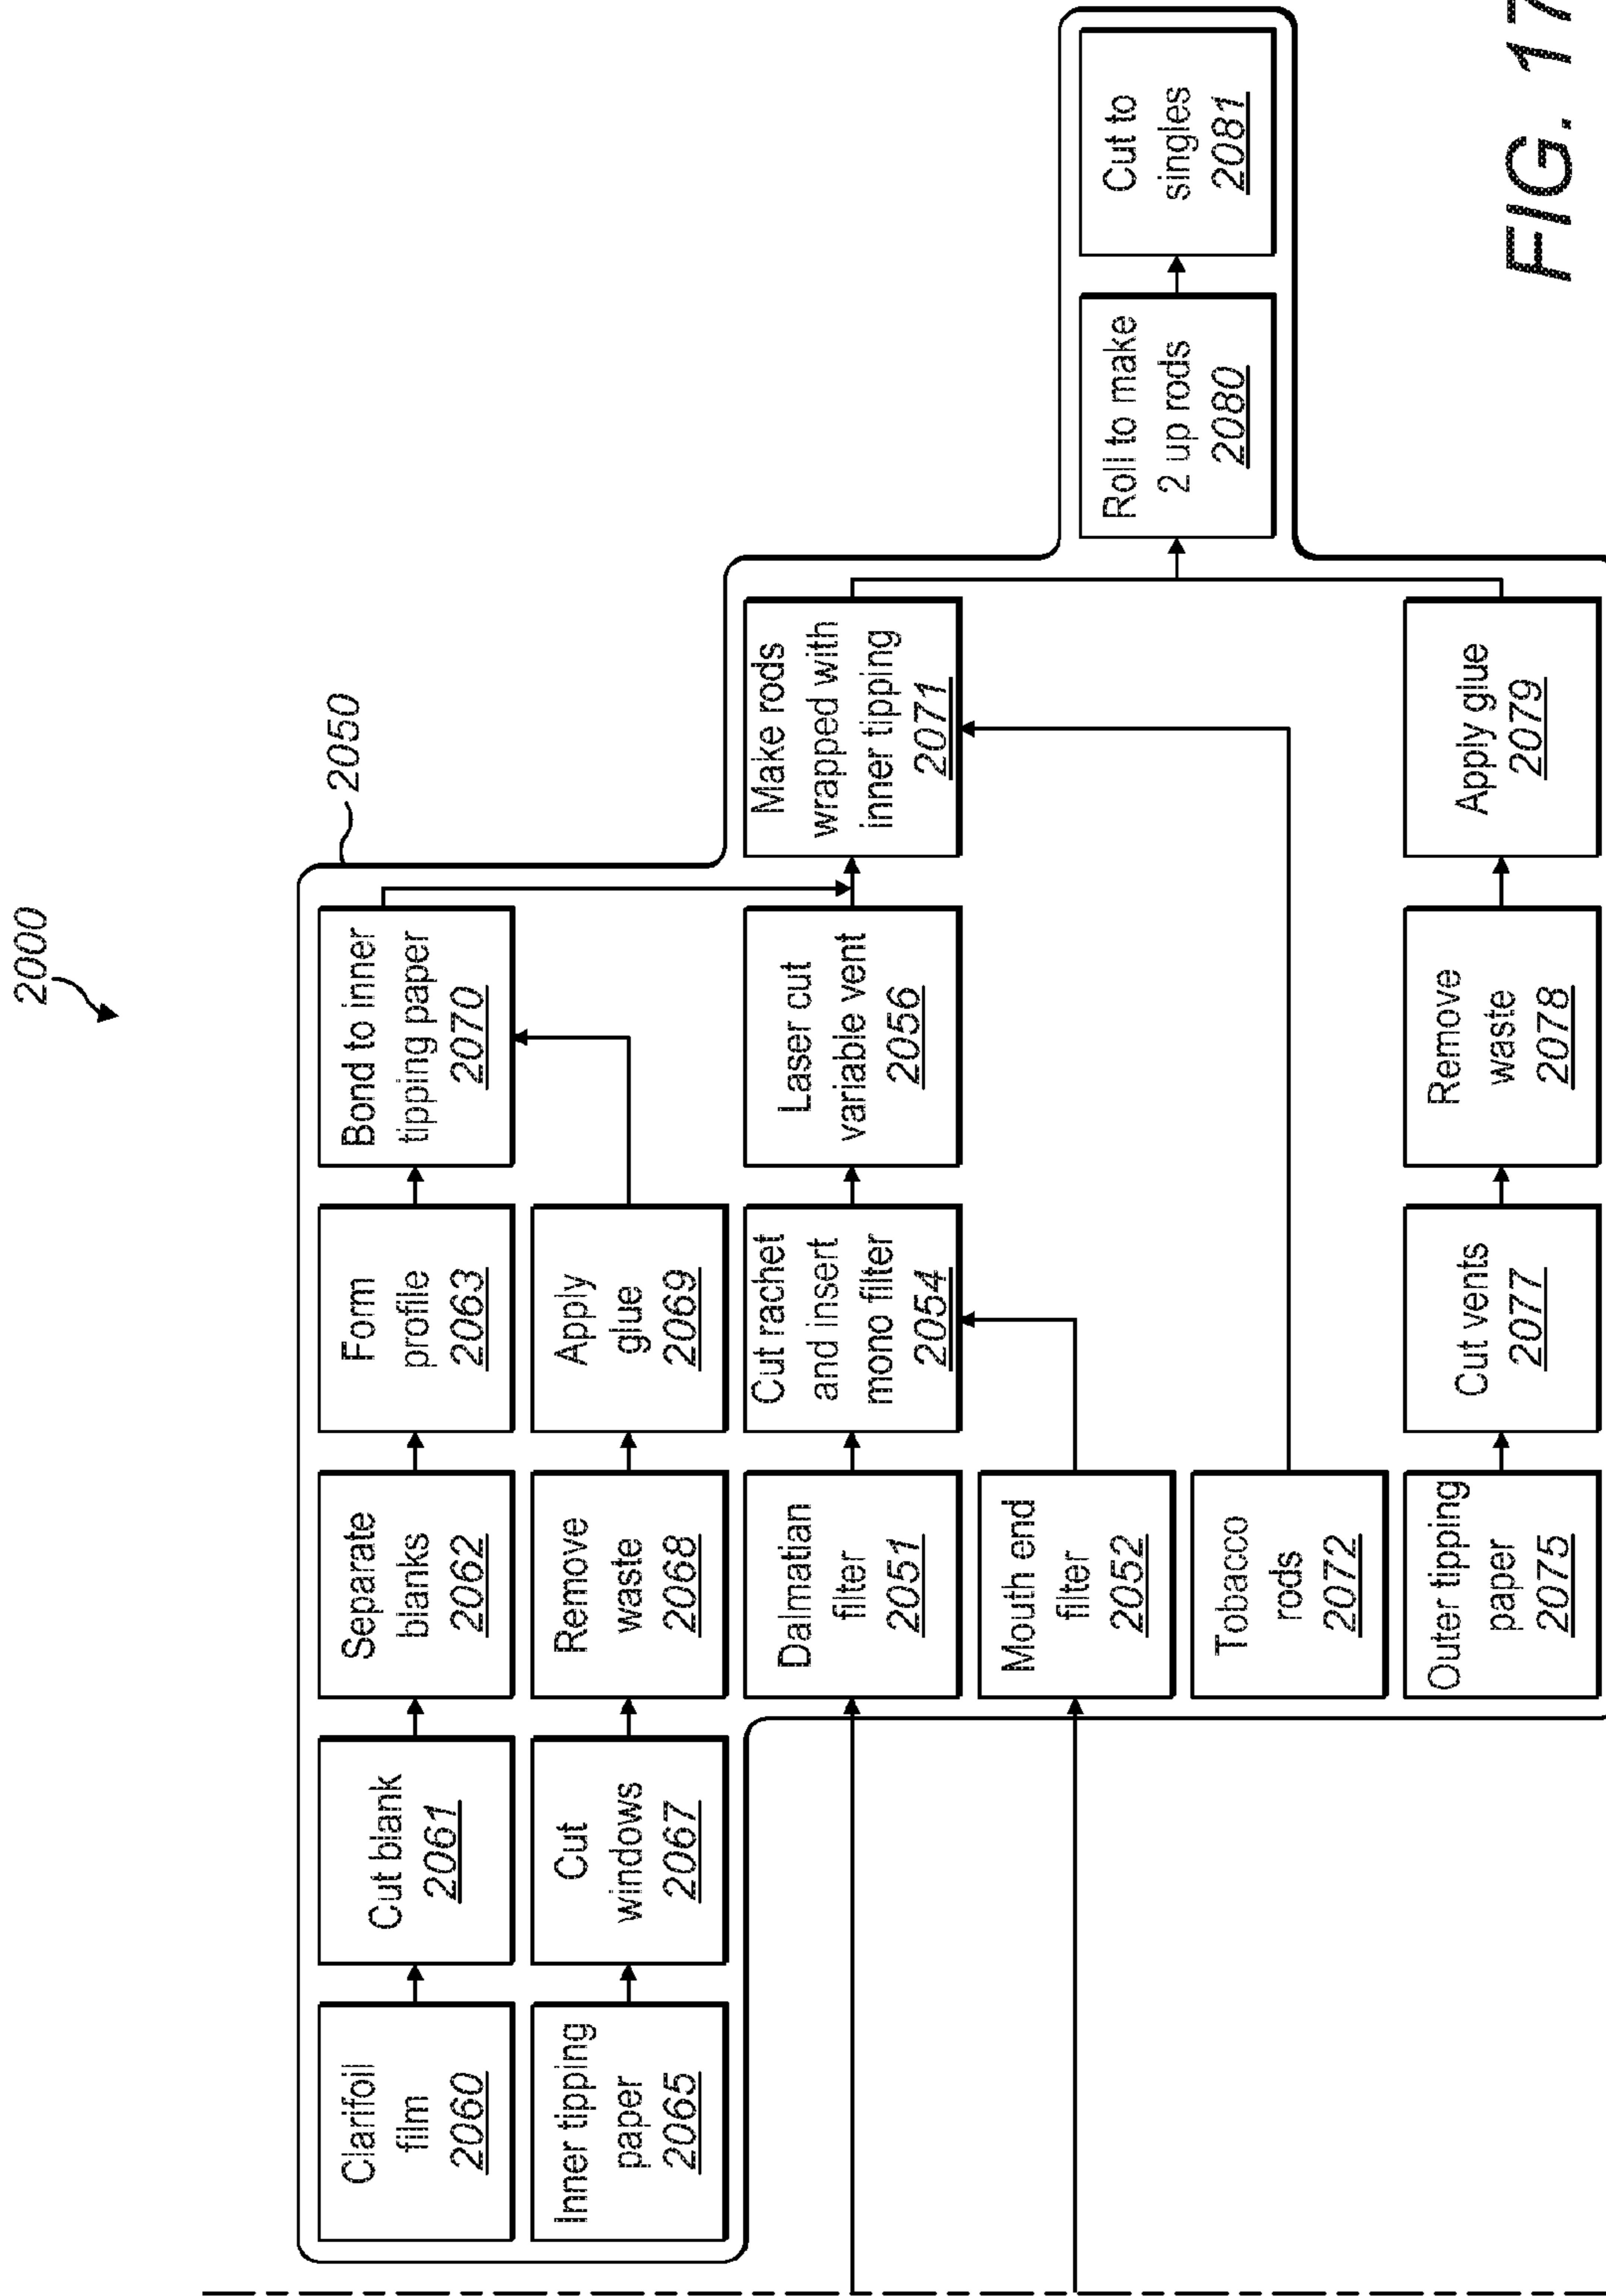 2000
2050
Clarifoil
film
2060
Cut blank
2061
Separate
blanks
2062
Form
profile
2063
Bond to inner
tipping paper
2070
Inner tipping
paper
2065
Cut
windows
2067
Remove
waste
2068
Apply
glue
2069
Dalmatian
filter
2051
Cut rachet
and insert
mono filter
2054
Laser cut
variable vent
2056
Make rods
wrapped with
inner tipping
2071
Mouth end
filter
2052
Tobacco
rods
2072
Roll to make
2 up rods
2080
Cut to
singles
2081
Outer tipping
paper
2075
Cut vents
2077
Remove
waste
2078
Apply glue
2079
FIG. 17